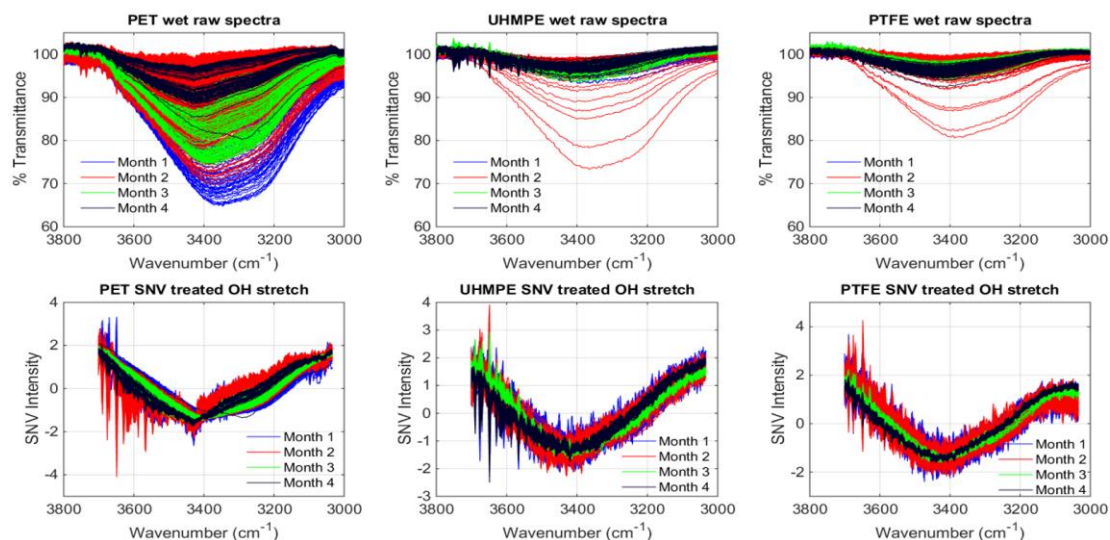 PET wet raw spectra
% Transmittance
100
90
80
70
60
Month 1
Month 2
Month 3
Month 4
3800 3600 3400 3200 3000
Wavenumber (cm⁻¹)
UHMPE wet raw spectra
% Transmittance
100
90
80
70
60
Month 1
Month 2
Month 3
Month 4
3800 3600 3400 3200 3000
Wavenumber (cm⁻¹)
PTFE wet raw spectra
% Transmittance
100
90
80
70
60
Month 1
Month 2
Month 3
Month 4
3800 3600 3400 3200 3000
Wavenumber (cm⁻¹)
PET SNV treated OH stretch
SNV Intensity
4
2
0
-2
-4
Month 1
Month 2
Month 3
Month 4
3800 3600 3400 3200 3000
Wavenumber (cm⁻¹)
UHMPE SNV treated OH stretch
SNV Intensity
4
3
2
1
0
-1
-2
-3
Month 1
Month 2
Month 3
Month 4
3800 3600 3400 3200 3000
Wavenumber (cm⁻¹)
PTFE SNV treated OH stretch
SNV Intensity
4
2
0
-2
Month 1
Month 2
Month 3
Month 4
3800 3600 3400 3200 3000
Wavenumber (cm⁻¹)